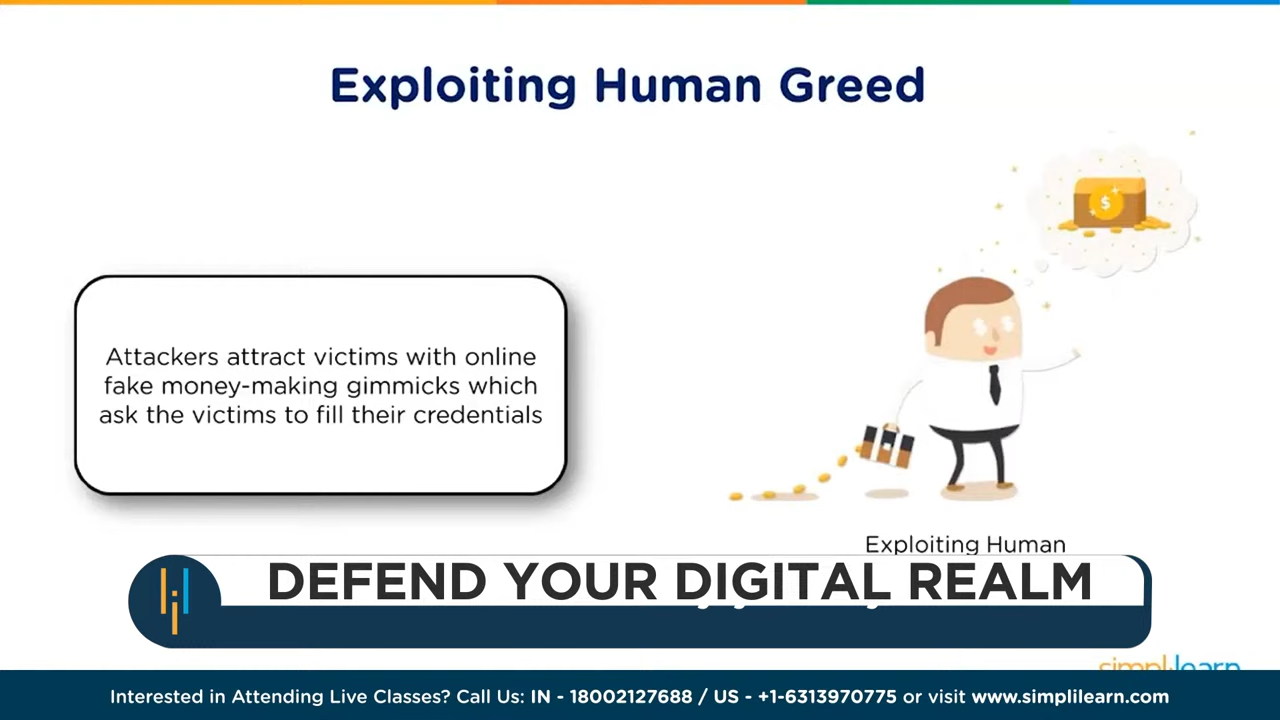 Exploiting Human Greed
$
Attackers attract victims with online
fake money-making gimmicks which
ask the victims to fill their credentials
Exploiting Human
DEFEND YOUR DIGITAL REALM
simplilearn
Interested in Attending Live Classes? Call Us: IN - 18002127688 / US - +1-6313970775 or visit www.simplilearn.com